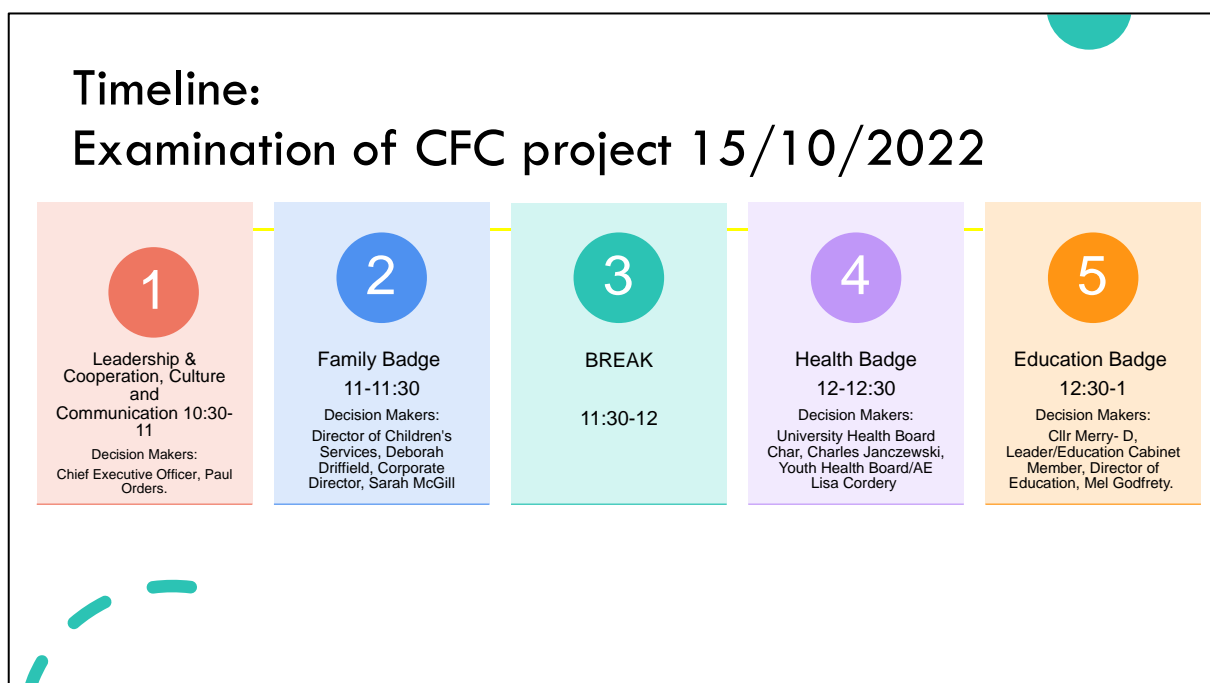 Timeline:
Examination of CFC project 15/10/2022
1
Leadership &
Cooperation, Culture
and
Communication 10:30-
11
Decision Makers:
Chief Executive Officer, Paul
Orders.
2
Family Badge
11-11:30
Decision Makers:
Director of Children's
Services, Deborah
Driffield, Corporate
Director, Sarah McGill
3
BREAK
11:30-12
4
Health Badge
12-12:30
Decision Makers:
University Health Board
Char, Charles Janczewski,
Youth Health Board/AE
Lisa Cordery
5
Education Badge
12:30-1
Decision Makers:
Cllr Merry- D,
Leader/Education Cabinet
Member, Director of
Education, Mel Godfrety.